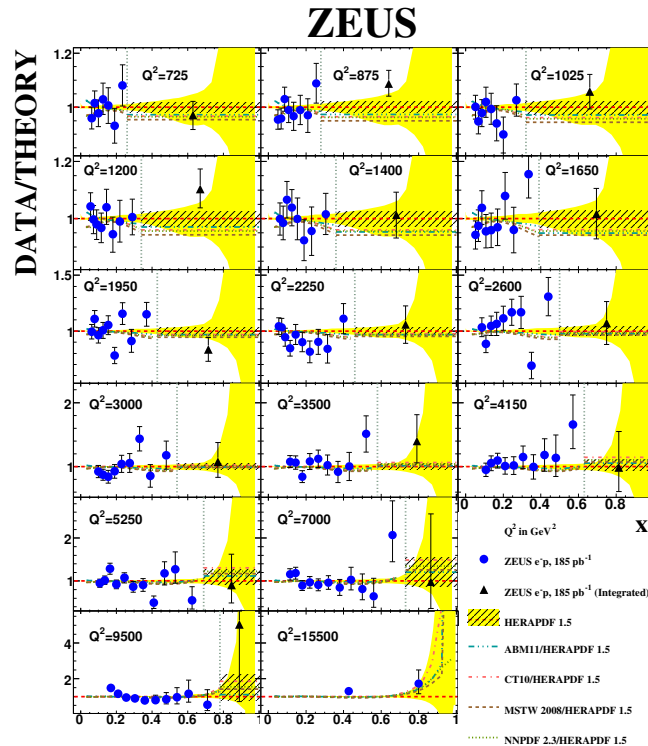 ZEUS
DATA/THEORY
1.2
1
Q²=725
Q²=875
Q²=1025
1.2
1
Q²=1200
Q²=1400
Q²=1650
1.5
1
Q²=1950
Q²=2250
Q²=2600
2
1
Q²=3000
Q²=3500
Q²=4150
2
1
Q²=5250
Q²=7000
4
2
Q²=9500
Q²=15500
0 0.2 0.4 0.6 0.8
0 0.2 0.4 0.6 0.8 1
0 0.2 0.4 0.6 0.8 1
x
Q² in GeV²
ZEUS e⁻p, 185 pb⁻¹
ZEUS e⁻p, 185 pb⁻¹ (Integrated)
HERAPDF 1.5
ABM11/HERAPDF 1.5
CT10/HERAPDF 1.5
MSTW 2008/HERAPDF 1.5
NNPDF 2.3/HERAPDF 1.5